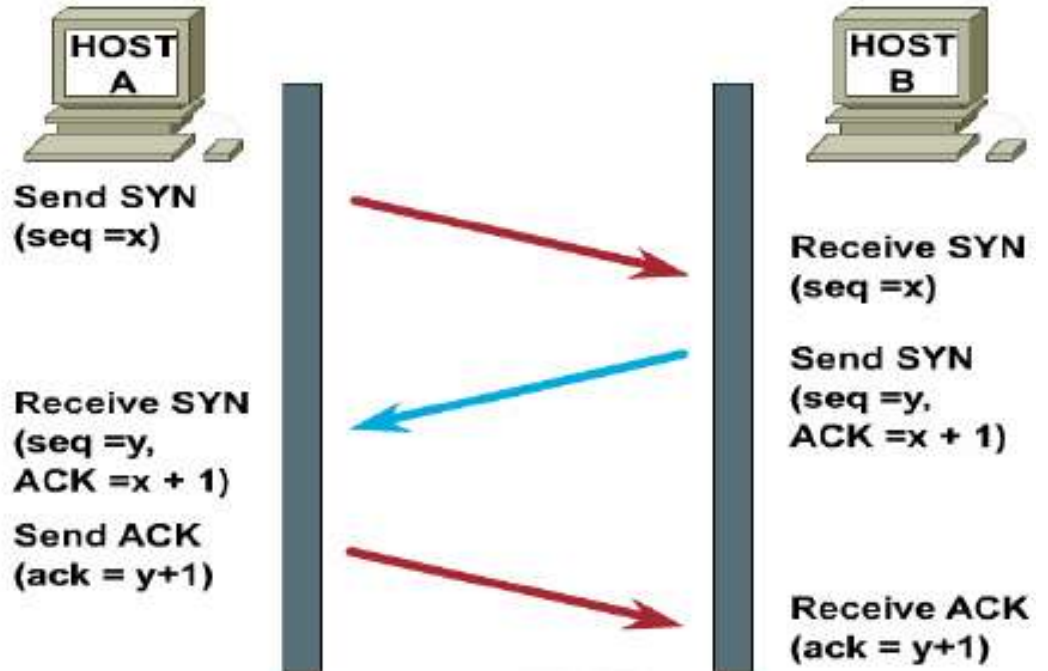 HOST
A
HOST
B
Send SYN
(seq =x)
Receive SYN
(seq =x)
Send SYN
(seq =y,
ACK =x + 1)
Receive SYN
(seq =y,
ACK =x + 1)
Send ACK
(ack = y+1)
Receive ACK
(ack = y+1)